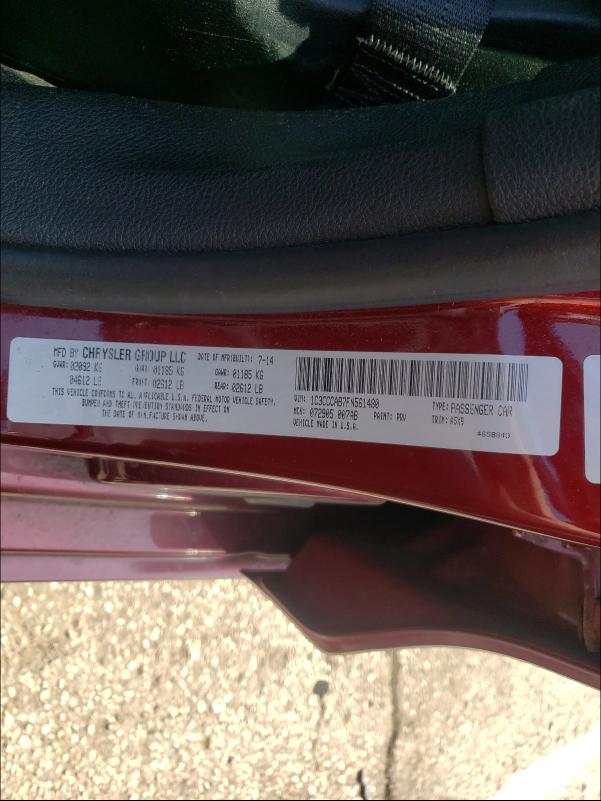 MFD BY CHRYSLER GROUP LLC DATE OF MFR(BUILT): 7-14
GVWR: 02092 KG GAWR: 01185 KG GAWR: 01185 KG
04612 LB FRONT: 02612 LB REAR: 02612 LB
THIS VEHICLE CONFORMS TO ALL APPLICABLE U.S.A. FEDERAL MOTOR VEHICLE SAFETY,
BUMPER AND THEFT PREVENTION STANDARDS IN EFFECT ON
THE DATE OF MANUFACTURE SHOWN ABOVE.
VIN: 1C3CCCAB7FN561480 TYPE: PASSENGER CAR
MDH: 072905 007AB PAINT: PRV TRIM: A5X9
VEHICLE MADE IN U.S.A.